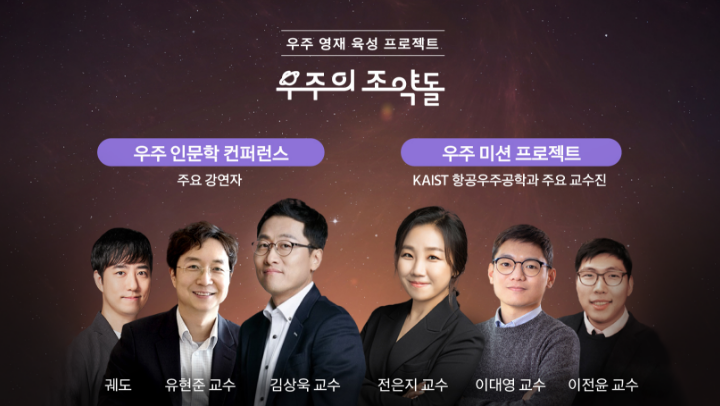 우주 영재 육성 프로젝트
우주의 조약돌
우주 인문학 컨퍼런스
주요 강연자
우주 미션 프로젝트
KAIST 항공우주공학과 주요 교수진
궤도
유현준 교수
김상욱 교수
전은지 교수
이대영 교수
이전윤 교수